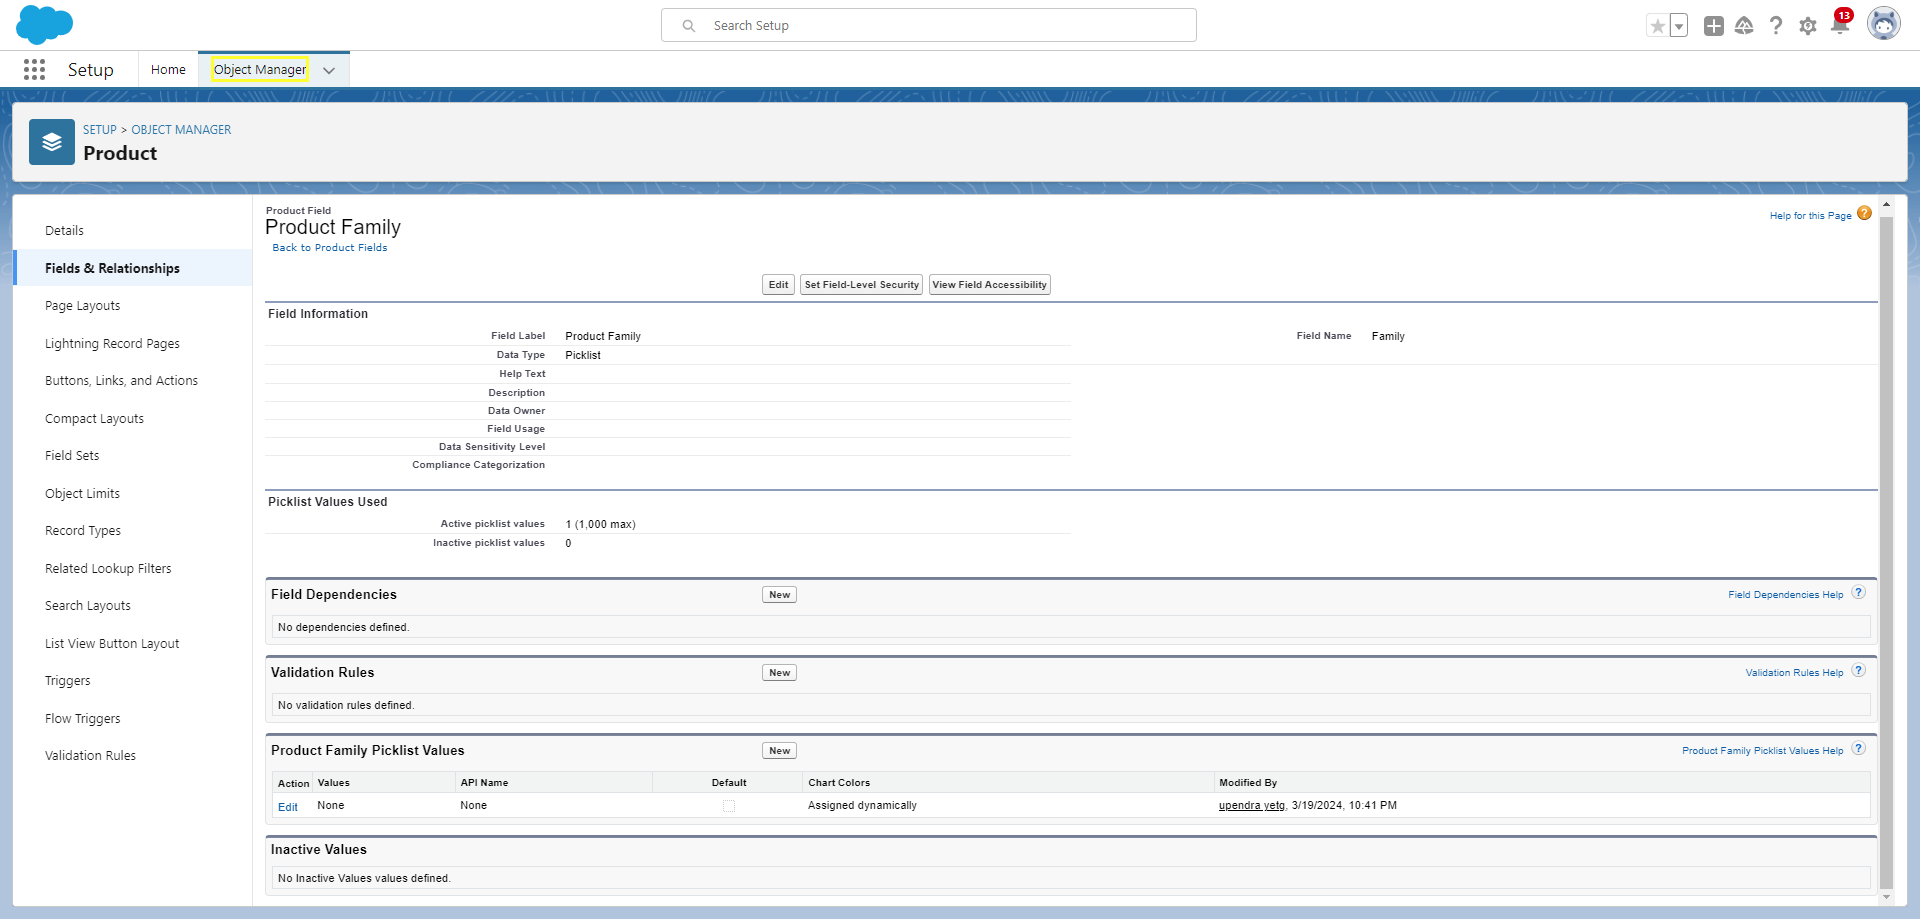 Search Setup
13
Setup
Home
Object Manager
SETUP > OBJECT MANAGER
Product
Details
Fields & Relationships
Page Layouts
Lightning Record Pages
Buttons, Links, and Actions
Compact Layouts
Field Sets
Object Limits
Record Types
Related Lookup Filters
Search Layouts
List View Button Layout
Triggers
Flow Triggers
Validation Rules
Product Field
Product Family
Back to Product Fields
Help for this Page ?
Edit Set Field-Level Security View Field Accessibility
Field Information
Field Label Product Family Field Name Family
Data Type Picklist
Help Text
Description
Data Owner
Field Usage
Data Sensitivity Level
Compliance Categorization
Picklist Values Used
Active picklist values 1 (1,000 max)
Inactive picklist values 0
Field Dependencies New Field Dependencies Help ?
No dependencies defined.
Validation Rules New Validation Rules Help ?
No validation rules defined.
Product Family Picklist Values New Product Family Picklist Values Help ?
Action Values API Name Default Chart Colors Modified By
Edit None None Assigned dynamically upendra yetg, 3/19/2024, 10:41 PM
Inactive Values
No Inactive Values values defined.